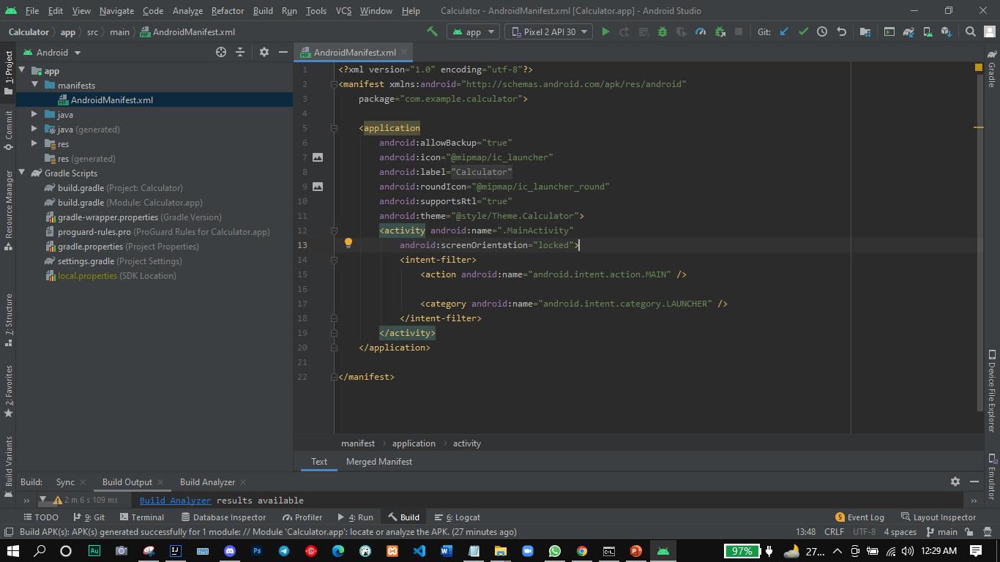 File Edit View Navigate Code Analyze Refactor Build Run Tools VCS Window Help Calculator - AndroidManifest.xml [Calculator.app] - Android Studio
Calculator app src main AndroidManifest.xml app Pixel 2 API 30 Git:
1: Project
Commit
Resource Manager
7: Structure
2: Favorites
Build Variants
Android
app
manifests
AndroidManifest.xml
java
java (generated)
res
res (generated)
Gradle Scripts
build.gradle (Project: Calculator)
build.gradle (Module: Calculator.app)
gradle-wrapper.properties (Gradle Version)
proguard-rules.pro (ProGuard Rules for Calculator.app)
gradle.properties (Project Properties)
settings.gradle (Project Settings)
local.properties (SDK Location)
AndroidManifest.xml
1 <?xml version="1.0" encoding="utf-8"?>
2 <manifest xmlns:android="http://schemas.android.com/apk/res/android"
3 package="com.example.calculator">
4
5 <application
6 android:allowBackup="true"
7 android:icon="@mipmap/ic_launcher"
8 android:label="Calculator"
9 android:roundIcon="@mipmap/ic_launcher_round"
10 android:supportsRtl="true"
11 android:theme="@style/Theme.Calculator">
12 <activity android:name=".MainActivity"
13 android:screenOrientation="locked">
14 <intent-filter>
15 <action android:name="android.intent.action.MAIN" />
16
17 <category android:name="android.intent.category.LAUNCHER" />
18 </intent-filter>
19 </activity>
20 </application>
21
22 </manifest>
manifest application activity
Text Merged Manifest
Gradle
Device File Explorer
Emulator
Build: Sync Build Output Build Analyzer
2 m 6 s 109 ms Build Analyzer results available
TODO 9: Git Terminal Database Inspector Profiler 4: Run Build 6: Logcat 5 Event Log Layout Inspector
Build APK(s): APK(s) generated successfully for 1 module: // Module 'Calculator.app': locate or analyze the APK. (27 minutes ago) 13:48 CRLF UTF-8 4 spaces main
97% 27... 12:29 AM